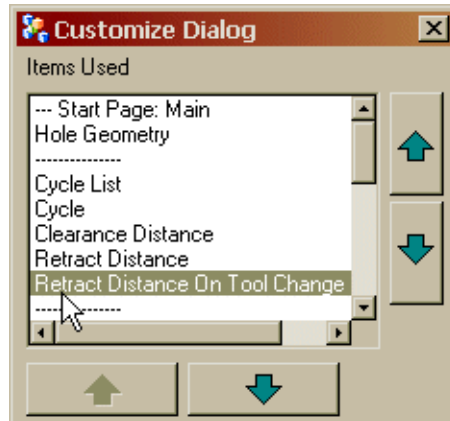 Customize Dialog
Items Used
--- Start Page: Main
Hole Geometry
---------------
Cycle List
Cycle
Clearance Distance
Retract Distance
Retract Distance On Tool Change
---------------